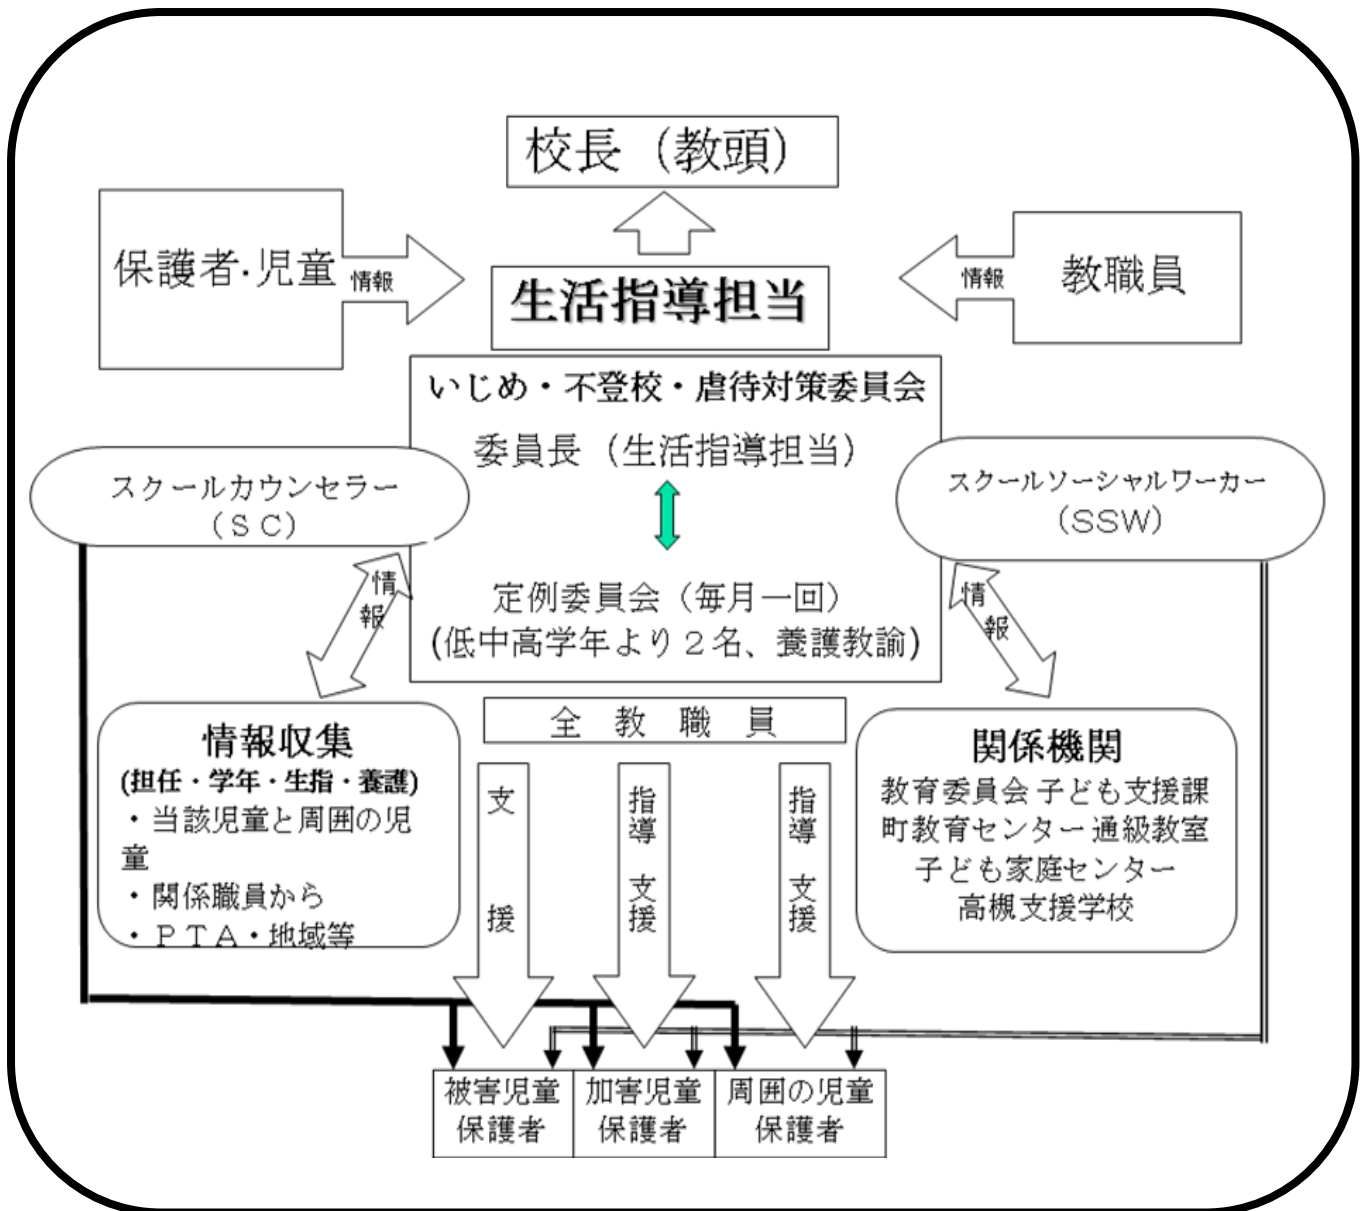 校長（教頭）
保護者・児童
情報
生活指導担当
情報
教職員
いじめ・不登校・虐待対策委員会
委員長（生活指導担当）
スクールカウンセラー
（ＳＣ）
スクールソーシャルワーカー
（SSW）
定例委員会（毎月一回）
(低中高学年より２名、養護教諭)
情報
情報
全教職員
情報収集
(担任・学年・生指・養護)
・当該児童と周囲の児
童
・関係職員から
・ＰＴＡ・地域等
支援
指導 支援
指導 支援
関係機関
教育委員会 子ども支援課
町教育センター 通級教室
子ども家庭センター
高槻支援学校
被害児童
保護者
加害児童
保護者
周囲の児童
保護者